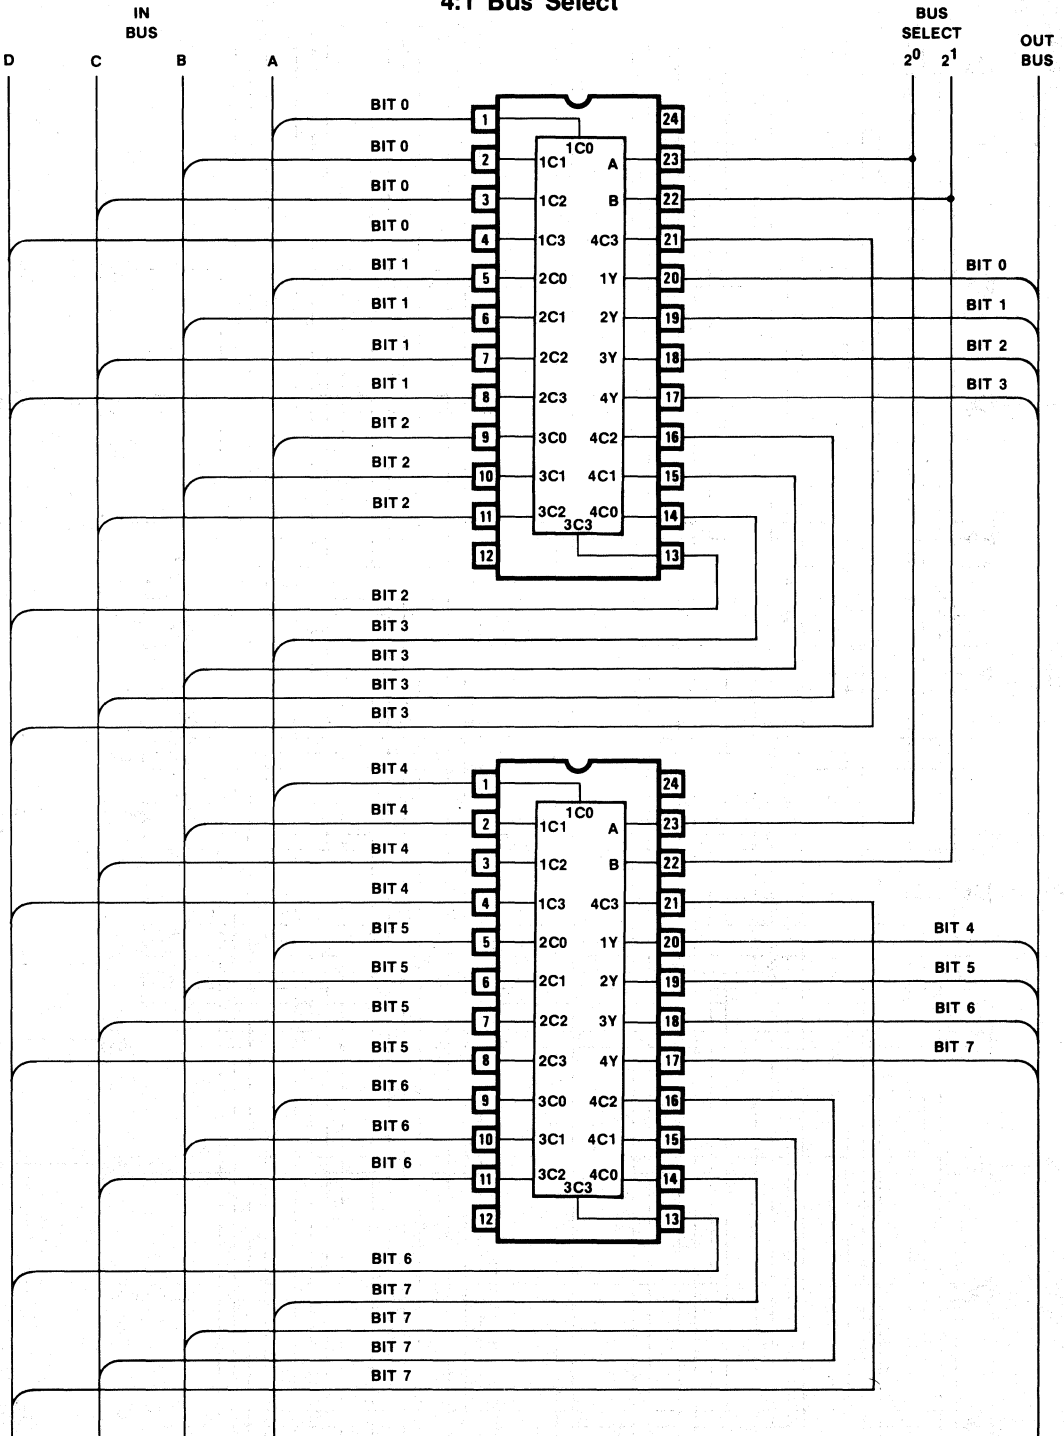 4:1 Bus Select
IN
BUS
BUS
SELECT
OUT
BUS
D C B A
2⁰ 2¹
BIT 0
1 24
1C0
BIT 0
2 1C1 A 23
BIT 0
3 1C2 B 22
BIT 0
4 1C3 4C3 21
BIT 1
5 2C0 1Y 20
BIT 0
BIT 1
6 2C1 2Y 19
BIT 1
BIT 1
7 2C2 3Y 18
BIT 2
BIT 1
8 2C3 4Y 17
BIT 3
BIT 2
9 3C0 4C2 16
BIT 2
10 3C1 4C1 15
BIT 2
11 3C2 4C0 14
3C3
12 13
BIT 2
BIT 3
BIT 3
BIT 3
BIT 3
BIT 4
1 24
1C0
BIT 4
2 1C1 A 23
BIT 4
3 1C2 B 22
BIT 4
4 1C3 4C3 21
BIT 5
5 2C0 1Y 20
BIT 4
BIT 5
6 2C1 2Y 19
BIT 5
BIT 5
7 2C2 3Y 18
BIT 6
BIT 5
8 2C3 4Y 17
BIT 7
BIT 6
9 3C0 4C2 16
BIT 6
10 3C1 4C1 15
BIT 6
11 3C2 4C0 14
3C3
12 13
BIT 6
BIT 7
BIT 7
BIT 7
BIT 7